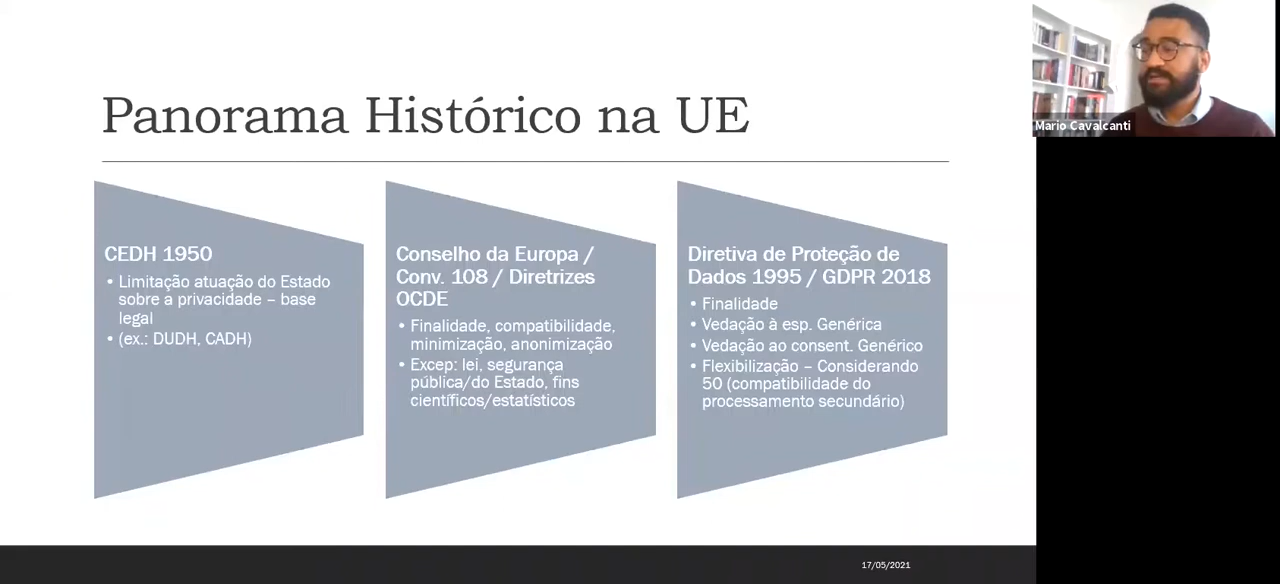 Panorama Histórico na UE
CEDH 1950
• Limitação atuação do Estado
sobre a privacidade – base
legal
• (ex.: DUDH, CADH)
Conselho da Europa /
Conv. 108 / Diretrizes
OCDE
• Finalidade, compatibilidade,
minimização, anonimização
• Excep: lei, segurança
pública/do Estado, fins
científicos/estatísticos
Diretiva de Proteção de
Dados 1995 / GDPR 2018
• Finalidade
• Vedação à esp. Genérica
• Vedação ao consent. Genérico
• Flexibilização – Considerando
50 (compatibilidade do
processamento secundário)
17/05/2021
Mario Cavalcanti